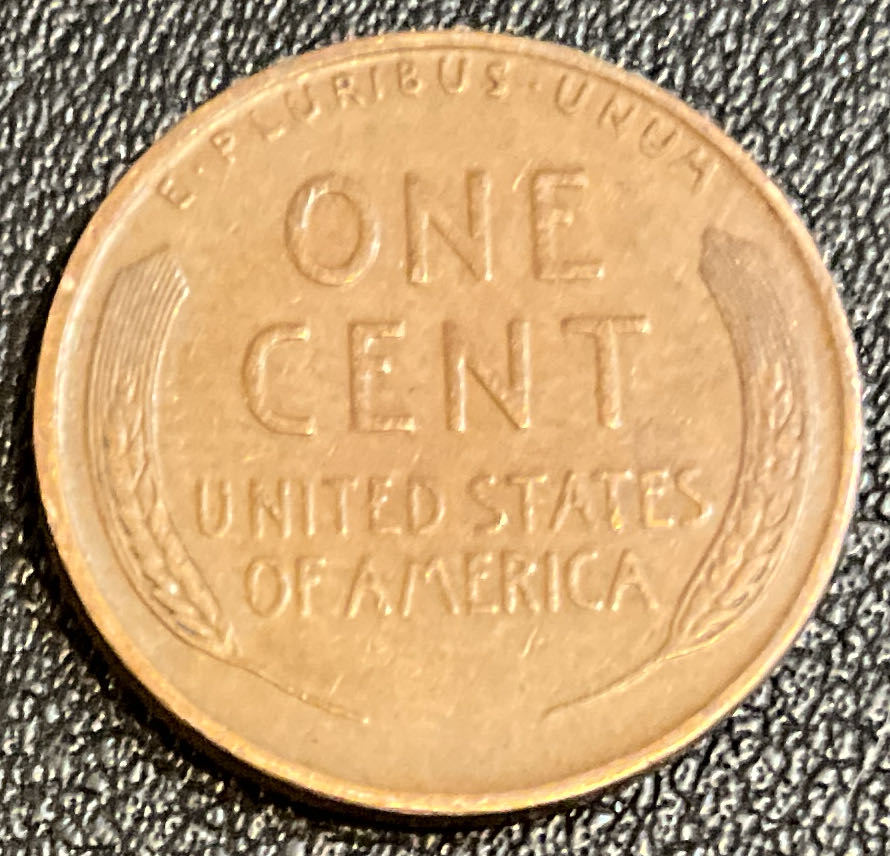 E·PLURIBUS·UNUM
ONE
CENT
UNITED STATES
OF AMERICA